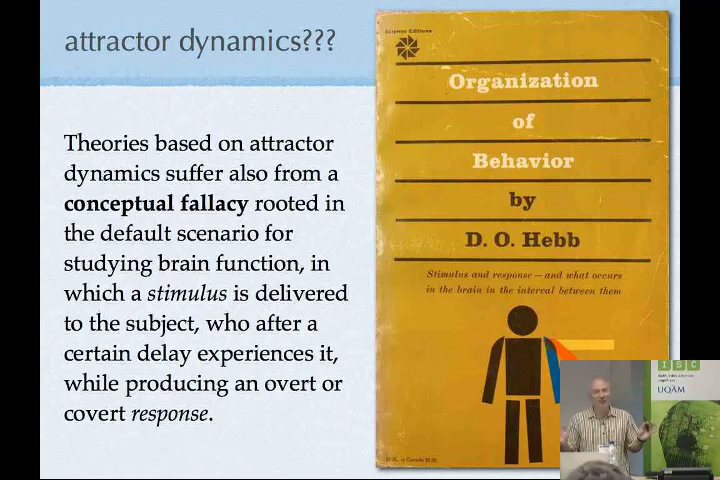 attractor dynamics???
Theories based on attractor
dynamics suffer also from a
conceptual fallacy rooted in
the default scenario for
studying brain function, in
which a stimulus is delivered
to the subject, who after a
certain delay experiences it,
while producing an overt or
covert response.
Science Editions
Organization
of
Behavior
by
D. O. Hebb
Stimulus and response — and what occurs
in the brain in the interval between them
ISC
UQÀM